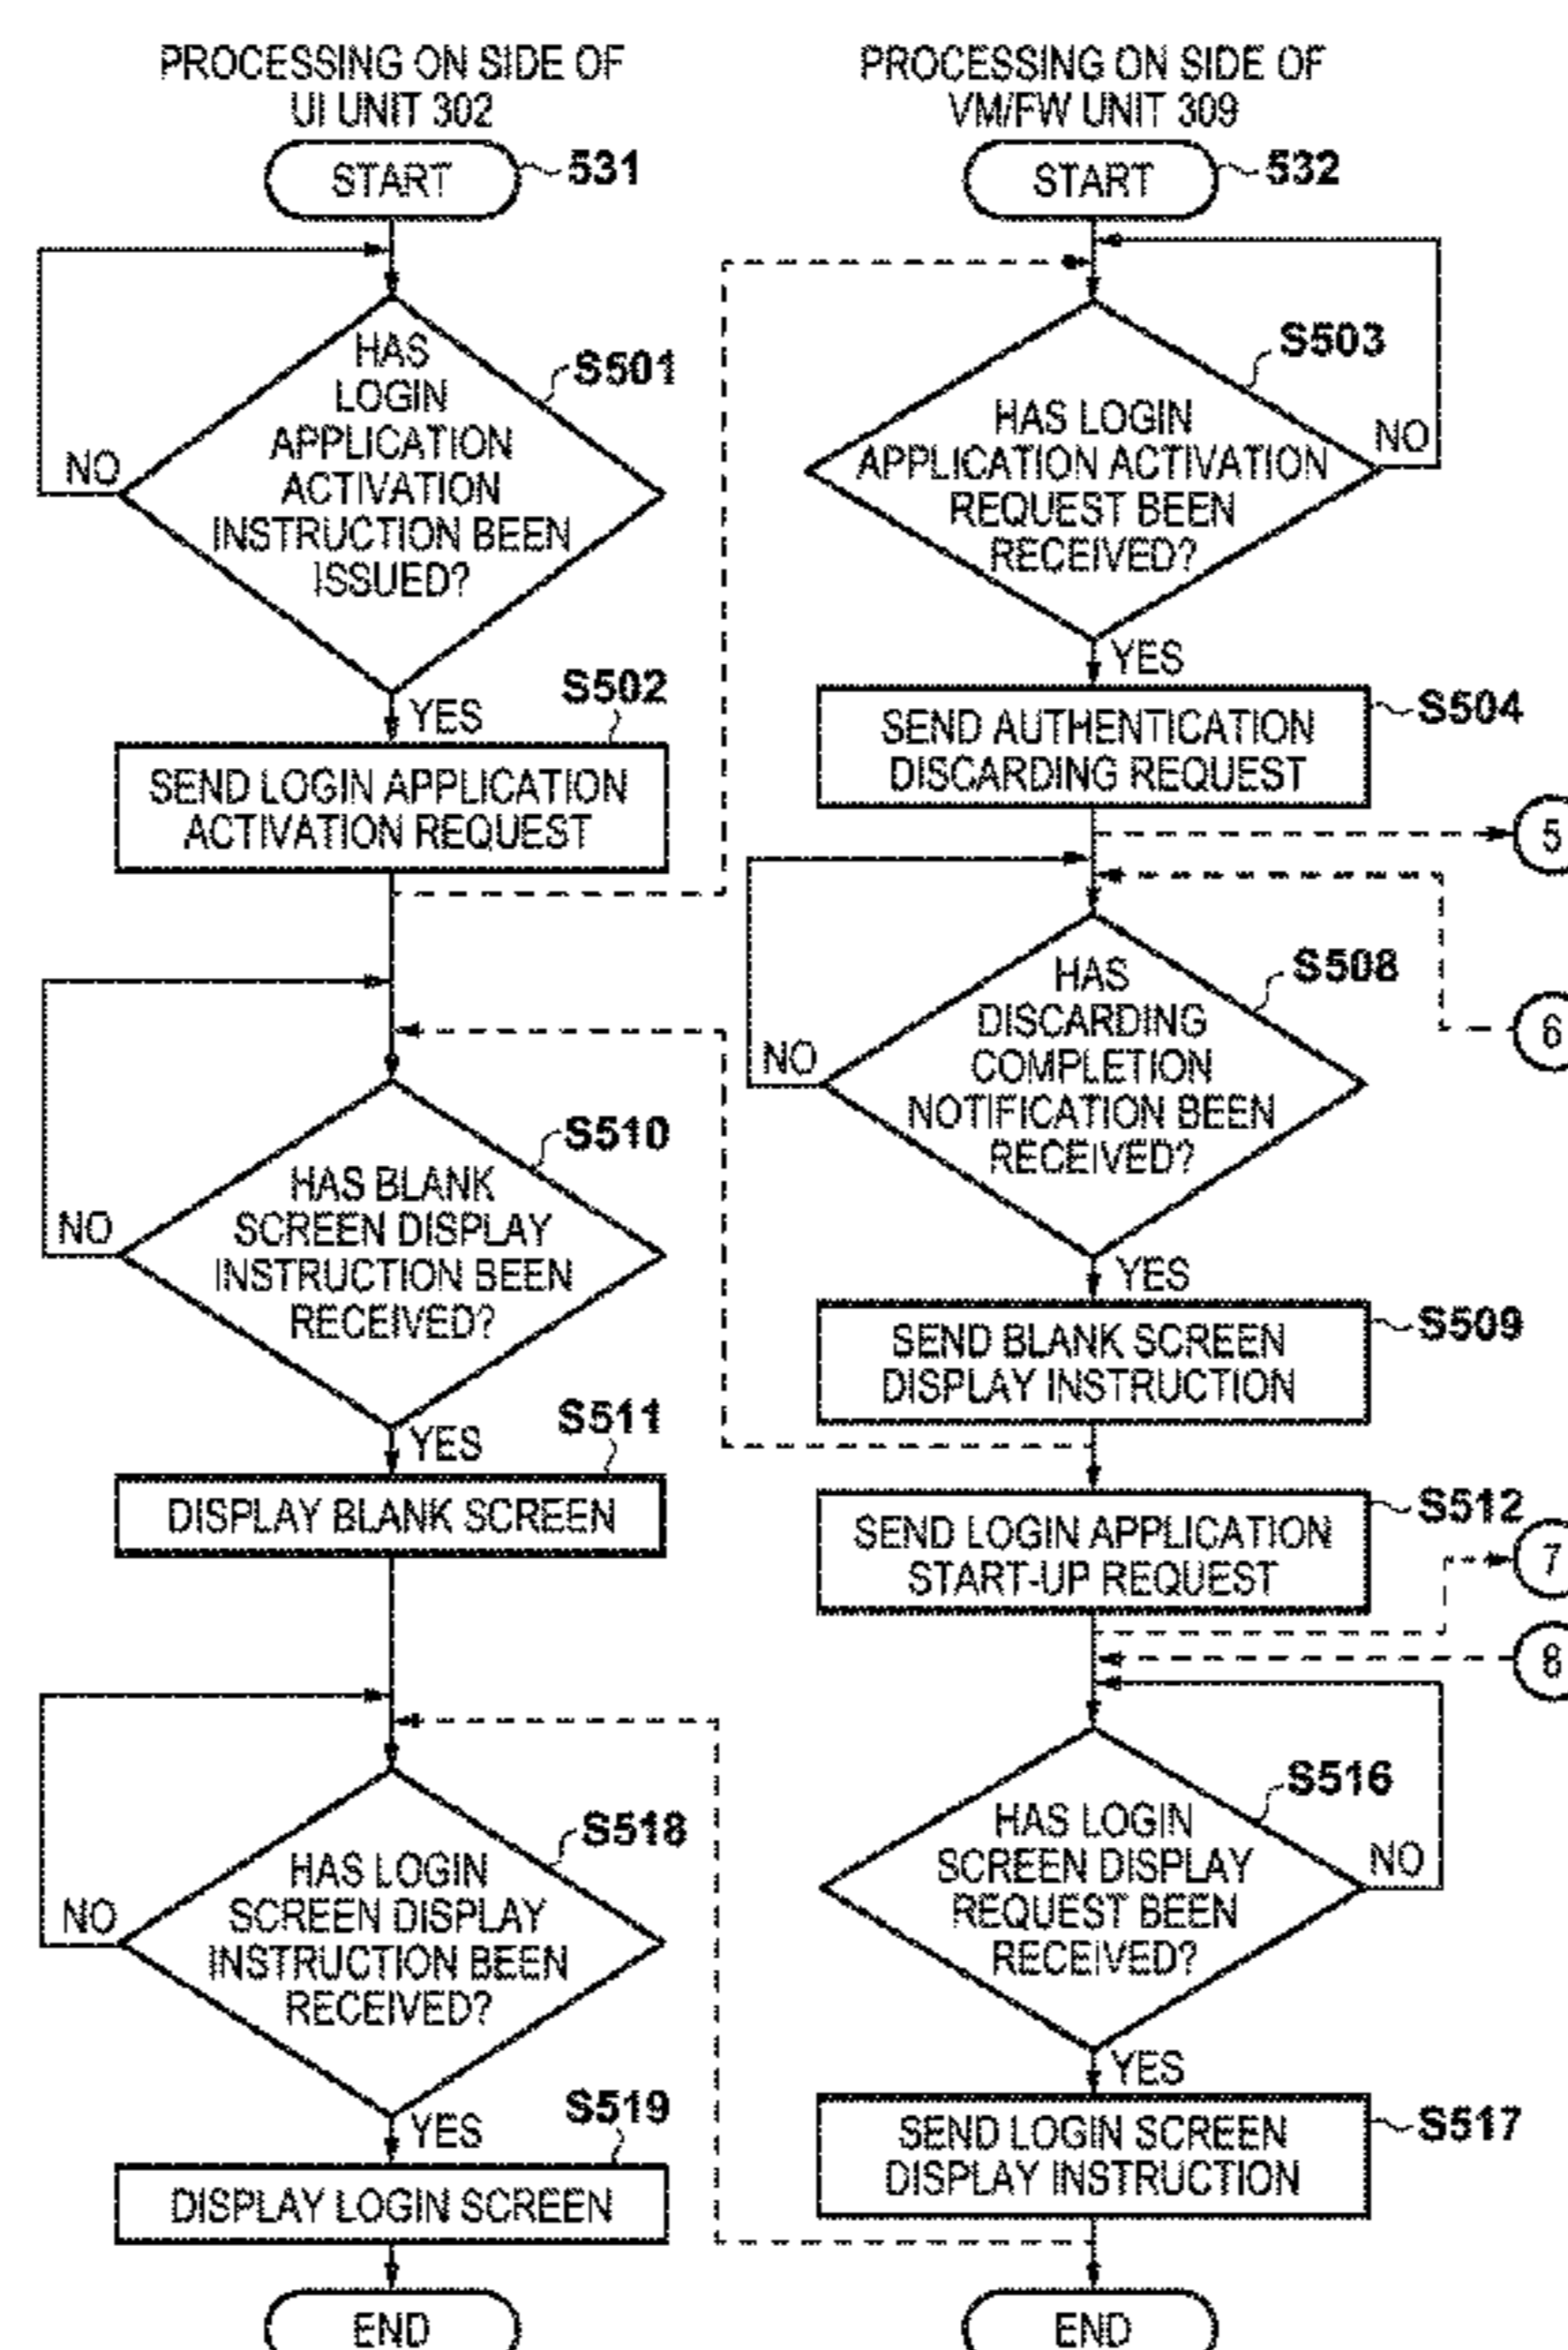 PROCESSING ON SIDE OF
UI UNIT 302
START
531
HAS
LOGIN
APPLICATION
ACTIVATION
INSTRUCTION BEEN
ISSUED?
S501
NO
YES
S502
SEND LOGIN APPLICATION
ACTIVATION REQUEST
HAS BLANK
SCREEN DISPLAY
INSTRUCTION BEEN
RECEIVED?
S510
NO
YES
S511
DISPLAY BLANK SCREEN
HAS LOGIN
SCREEN DISPLAY
INSTRUCTION BEEN
RECEIVED?
S518
NO
YES
S519
DISPLAY LOGIN SCREEN
END
PROCESSING ON SIDE OF
VM/FW UNIT 309
START
532
S503
HAS LOGIN
APPLICATION ACTIVATION
REQUEST BEEN
RECEIVED?
NO
YES
SEND AUTHENTICATION
DISCARDING REQUEST
S504
5
6
HAS
DISCARDING
COMPLETION
NOTIFICATION BEEN
RECEIVED?
S508
NO
YES
SEND BLANK SCREEN
DISPLAY INSTRUCTION
S509
SEND LOGIN APPLICATION
START-UP REQUEST
S512
7
8
HAS LOGIN
SCREEN DISPLAY
REQUEST BEEN
RECEIVED?
S516
NO
YES
SEND LOGIN SCREEN
DISPLAY INSTRUCTION
S517
END